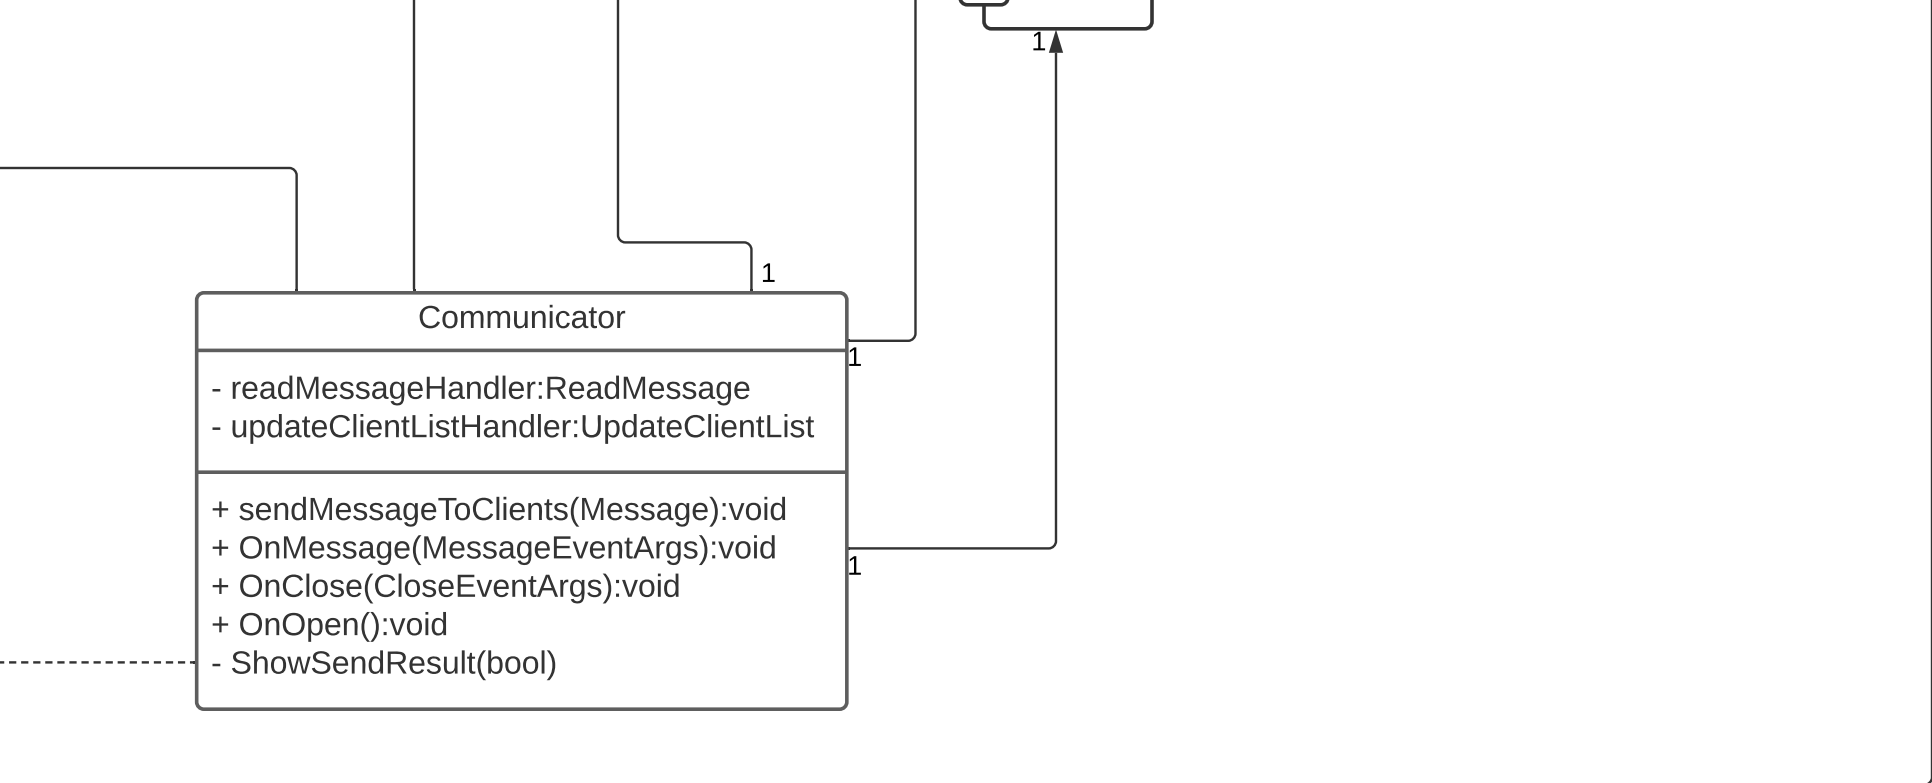 1
1
Communicator
1
- readMessageHandler:ReadMessage
- updateClientListHandler:UpdateClientList
+ sendMessageToClients(Message):void
+ OnMessage(MessageEventArgs):void
1
+ OnClose(CloseEventArgs):void
+ OnOpen():void
- ShowSendResult(bool)